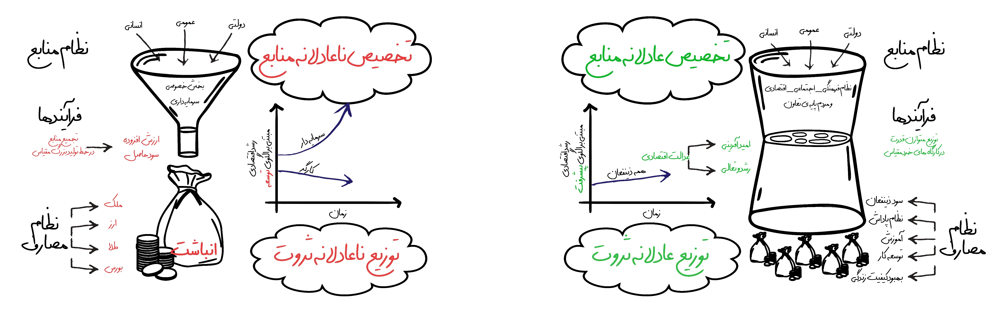 نظام منابع
دولتی
عمومی
انسانی
نظام فرهنگی_اجتماعی_اقتصادی
و مردم پایه‌ی تعاون
فرآیندها
توزیع متوازن قدرت
در کارگاه های خرد مقیاس
نظام
مصارف
سود ذینفعان
نظام پاداش
آموزش
توسعه کار
بهبود کیفیت زندگی
تخصیص عادلانه منابع
رشد اقتصادی
مبتنی بر الگوی پیشرفت
همه ذینفعان
عدالت اقتصادی
امیدآفرینی
رشد و تعالی
زمان
توزیع عادلانه ثروت
تخصیص ناعادلانه منابع
رشد اقتصادی
مبتنی بر الگوی توسعه
سرمایه‌دار
کارگر
زمان
توزیع ناعادلانه ثروت
دولتی
عمومی
انسانی
بخش خصوصی
سرمایه‌داری
نظام منابع
فرآیندها
تجمیع منابع
در خط تولید بزرگ مقیاس
ارزش افزوده
سود حاصل
انباشت
ملک
ارز
طلا
بورس
نظام
مصارف